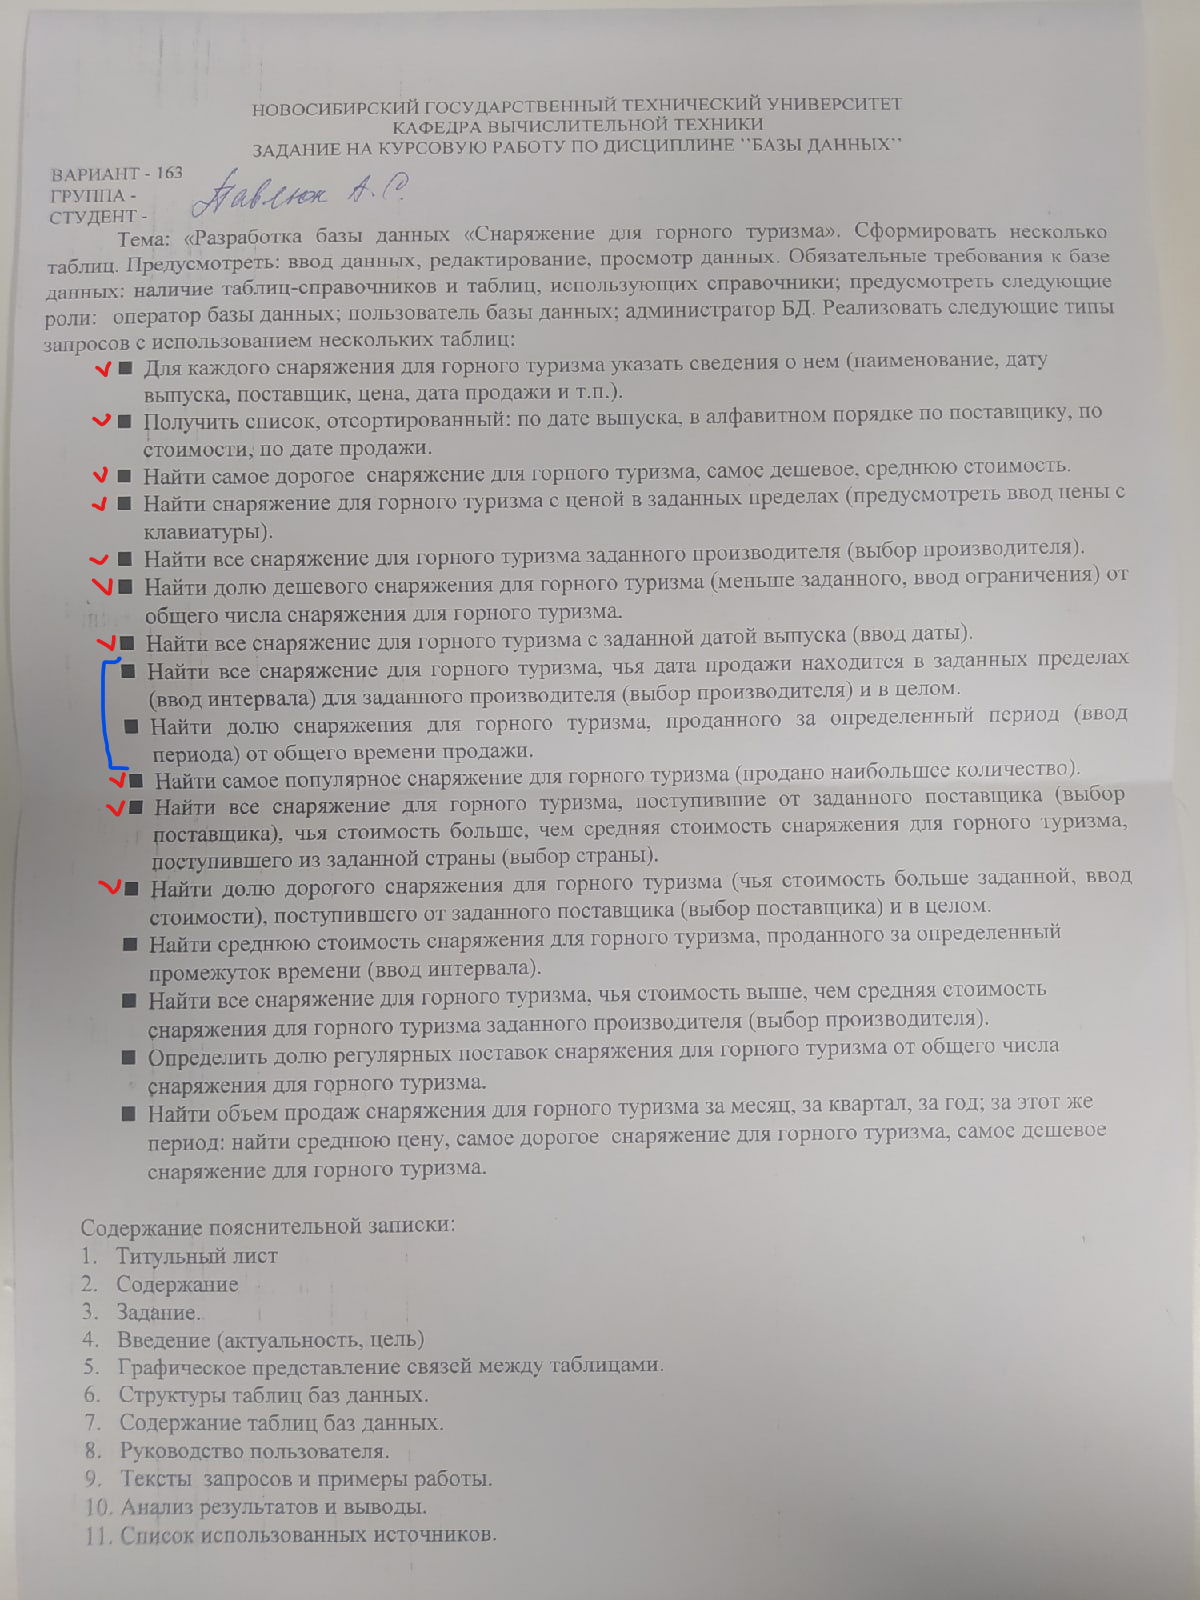 НОВОСИБИРСКИЙ ГОСУДАРСТВЕННЫЙ ТЕХНИЧЕСКИЙ УНИВЕРСИТЕТ
КАФЕДРА ВЫЧИСЛИТЕЛЬНОЙ ТЕХНИКИ
ЗАДАНИЕ НА КУРСОВУЮ РАБОТУ ПО ДИСЦИПЛИНЕ "БАЗЫ ДАННЫХ"
ВАРИАНТ - 163
ГРУППА -
СТУДЕНТ - Павлюк А. С.
Тема: «Разработка базы данных «Снаряжение для горного туризма». Сформировать несколько
таблиц. Предусмотреть: ввод данных, редактирование, просмотр данных. Обязательные требования к базе
данных: наличие таблиц-справочников и таблиц, использующих справочники; предусмотреть следующие
роли: оператор базы данных; пользователь базы данных; администратор БД. Реализовать следующие типы
запросов с использованием нескольких таблиц:
■ Для каждого снаряжения для горного туризма указать сведения о нем (наименование, дату
выпуска, поставщик, цена, дата продажи и т.п.).
■ Получить список, отсортированный: по дате выпуска, в алфавитном порядке по поставщику, по
стоимости, по дате продажи.
■ Найти самое дорогое снаряжение для горного туризма, самое дешевое, среднюю стоимость.
■ Найти снаряжение для горного туризма с ценой в заданных пределах (предусмотреть ввод цены с
клавиатуры).
■ Найти все снаряжение для горного туризма заданного производителя (выбор производителя).
■ Найти долю дешевого снаряжения для горного туризма (меньше заданного, ввод ограничения) от
общего числа снаряжения для горного туризма.
■ Найти все снаряжение для горного туризма с заданной датой выпуска (ввод даты).
■ Найти все снаряжение для горного туризма, чья дата продажи находится в заданных пределах
(ввод интервала) для заданного производителя (выбор производителя) и в целом.
■ Найти долю снаряжения для горного туризма, проданного за определенный период (ввод
периода) от общего времени продажи.
■ Найти самое популярное снаряжение для горного туризма (продано наибольшее количество).
■ Найти все снаряжение для горного туризма, поступившие от заданного поставщика (выбор
поставщика), чья стоимость больше, чем средняя стоимость снаряжения для горного туризма,
поступившего из заданной страны (выбор страны).
■ Найти долю дорогого снаряжения для горного туризма (чья стоимость больше заданной, ввод
стоимости), поступившего от заданного поставщика (выбор поставщика) и в целом.
■ Найти среднюю стоимость снаряжения для горного туризма, проданного за определенный
промежуток времени (ввод интервала).
■ Найти все снаряжение для горного туризма, чья стоимость выше, чем средняя стоимость
снаряжения для горного туризма заданного производителя (выбор производителя).
■ Определить долю регулярных поставок снаряжения для горного туризма от общего числа
снаряжения для горного туризма.
■ Найти объем продаж снаряжения для горного туризма за месяц, за квартал, за год; за этот же
период: найти среднюю цену, самое дорогое снаряжение для горного туризма, самое дешевое
снаряжение для горного туризма.
Содержание пояснительной записки:
1. Титульный лист
2. Содержание
3. Задание.
4. Введение (актуальность, цель)
5. Графическое представление связей между таблицами.
6. Структуры таблиц баз данных.
7. Содержание таблиц баз данных.
8. Руководство пользователя.
9. Тексты запросов и примеры работы.
10. Анализ результатов и выводы.
11. Список использованных источников.